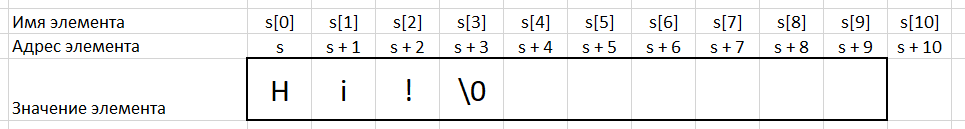 Имя элемента s[0] s[1] s[2] s[3] s[4] s[5] s[6] s[7] s[8] s[9] s[10]
Адрес элемента s s + 1 s + 2 s + 3 s + 4 s + 5 s + 6 s + 7 s + 8 s + 9 s + 10
Значение элемента H i ! \0